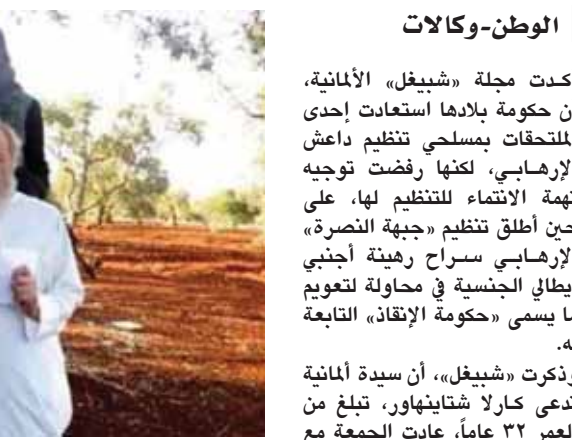 الوطن-وكالات
كدت مجلة «شبيغل» الألمانية،
ن حكومة بلادها استعادت إحدى
لملتحقات بمسلحي تنظيم داعش
لإرهابي، لكنها رفضت توجيه
تهمة الانتماء للتنظيم لها، على
حين أطلق تنظيم «جبهة النصرة»
لإرهابي سراح رهينة أجنبي
يطالي الجنسية في محاولة لتعويم
ما يسمى «حكومة الإنقاذ» التابعة
ه.
وذكرت «شبيغل»، أن سيدة ألمانية
تدعى كارلا شتاينهاور، تبلغ من
لعمر ٣٢ عاماً، عادت الجمعة مع